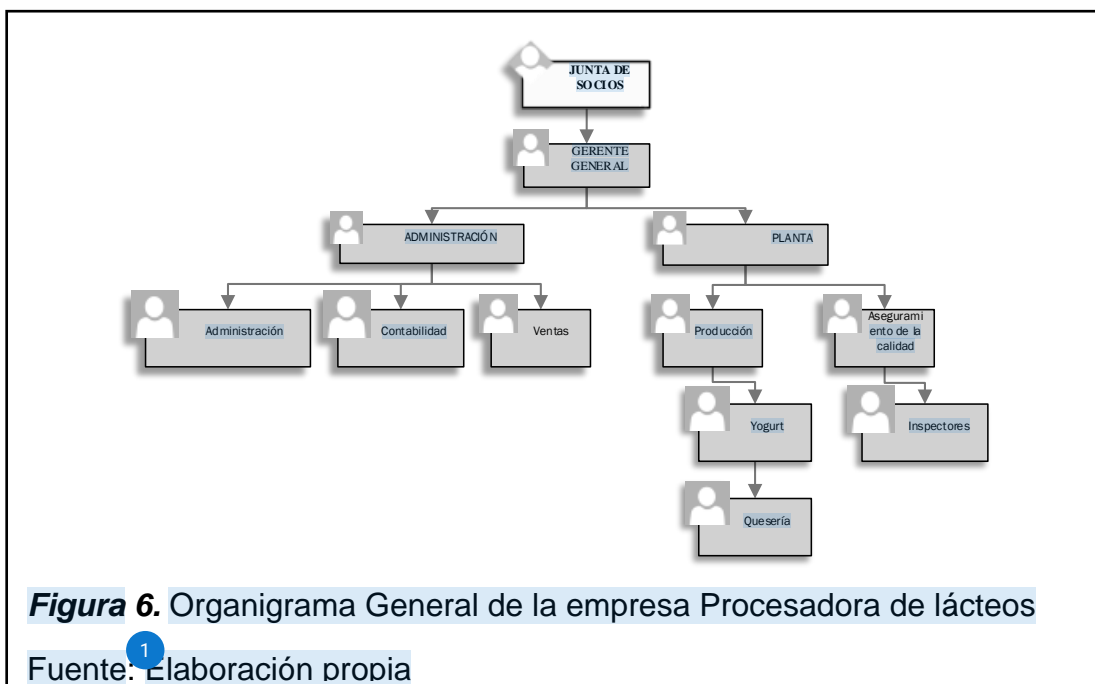 JUNTA DE
SOCIOS
GERENTE
GENERAL
ADMINISTRACIÓN
PLANTA
Administración
Contabilidad
Ventas
Producción
Asegurami
ento de la
calidad
Yogurt
Inspectores
Quesería
Figura 6. Organigrama General de la empresa Procesadora de lácteos
1
Fuente: Elaboración propia